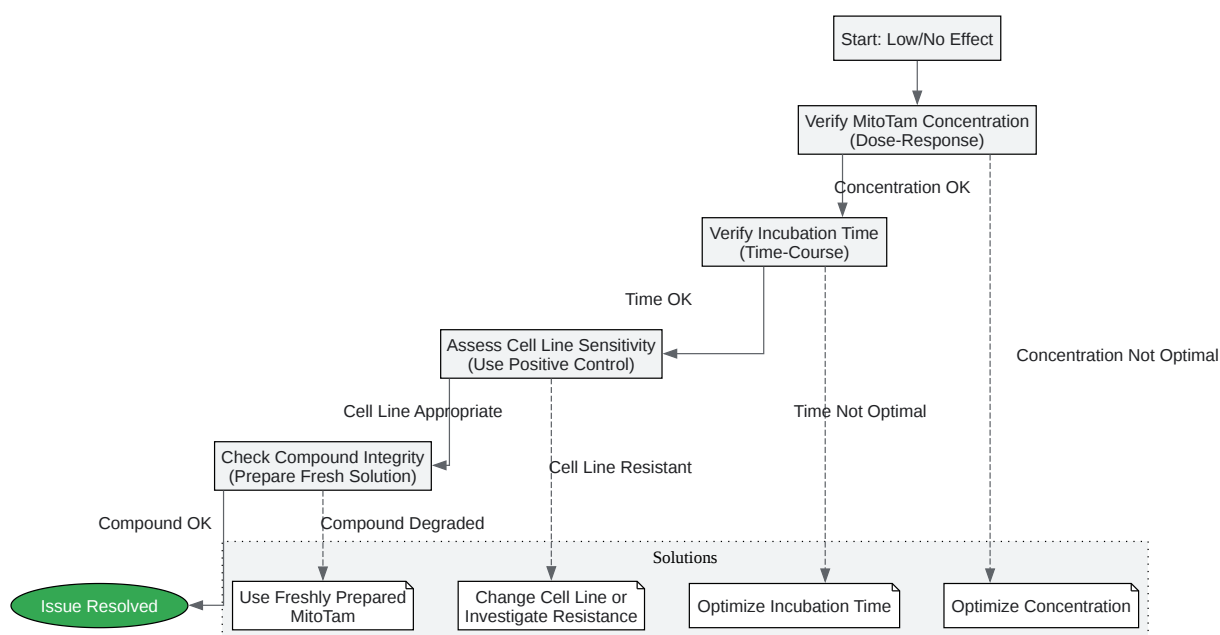 Start: Low/No Effect
Verify MitoTam Concentration
(Dose-Response)
Concentration OK
Verify Incubation Time
(Time-Course)
Time OK
Assess Cell Line Sensitivity
(Use Positive Control)
Concentration Not Optimal
Cell Line Appropriate
Time Not Optimal
Check Compound Integrity
(Prepare Fresh Solution)
Cell Line Resistant
Compound OK
Compound Degraded
Solutions
Issue Resolved
Use Freshly Prepared
MitoTam
Change Cell Line or
Investigate Resistance
Optimize Incubation Time
Optimize Concentration